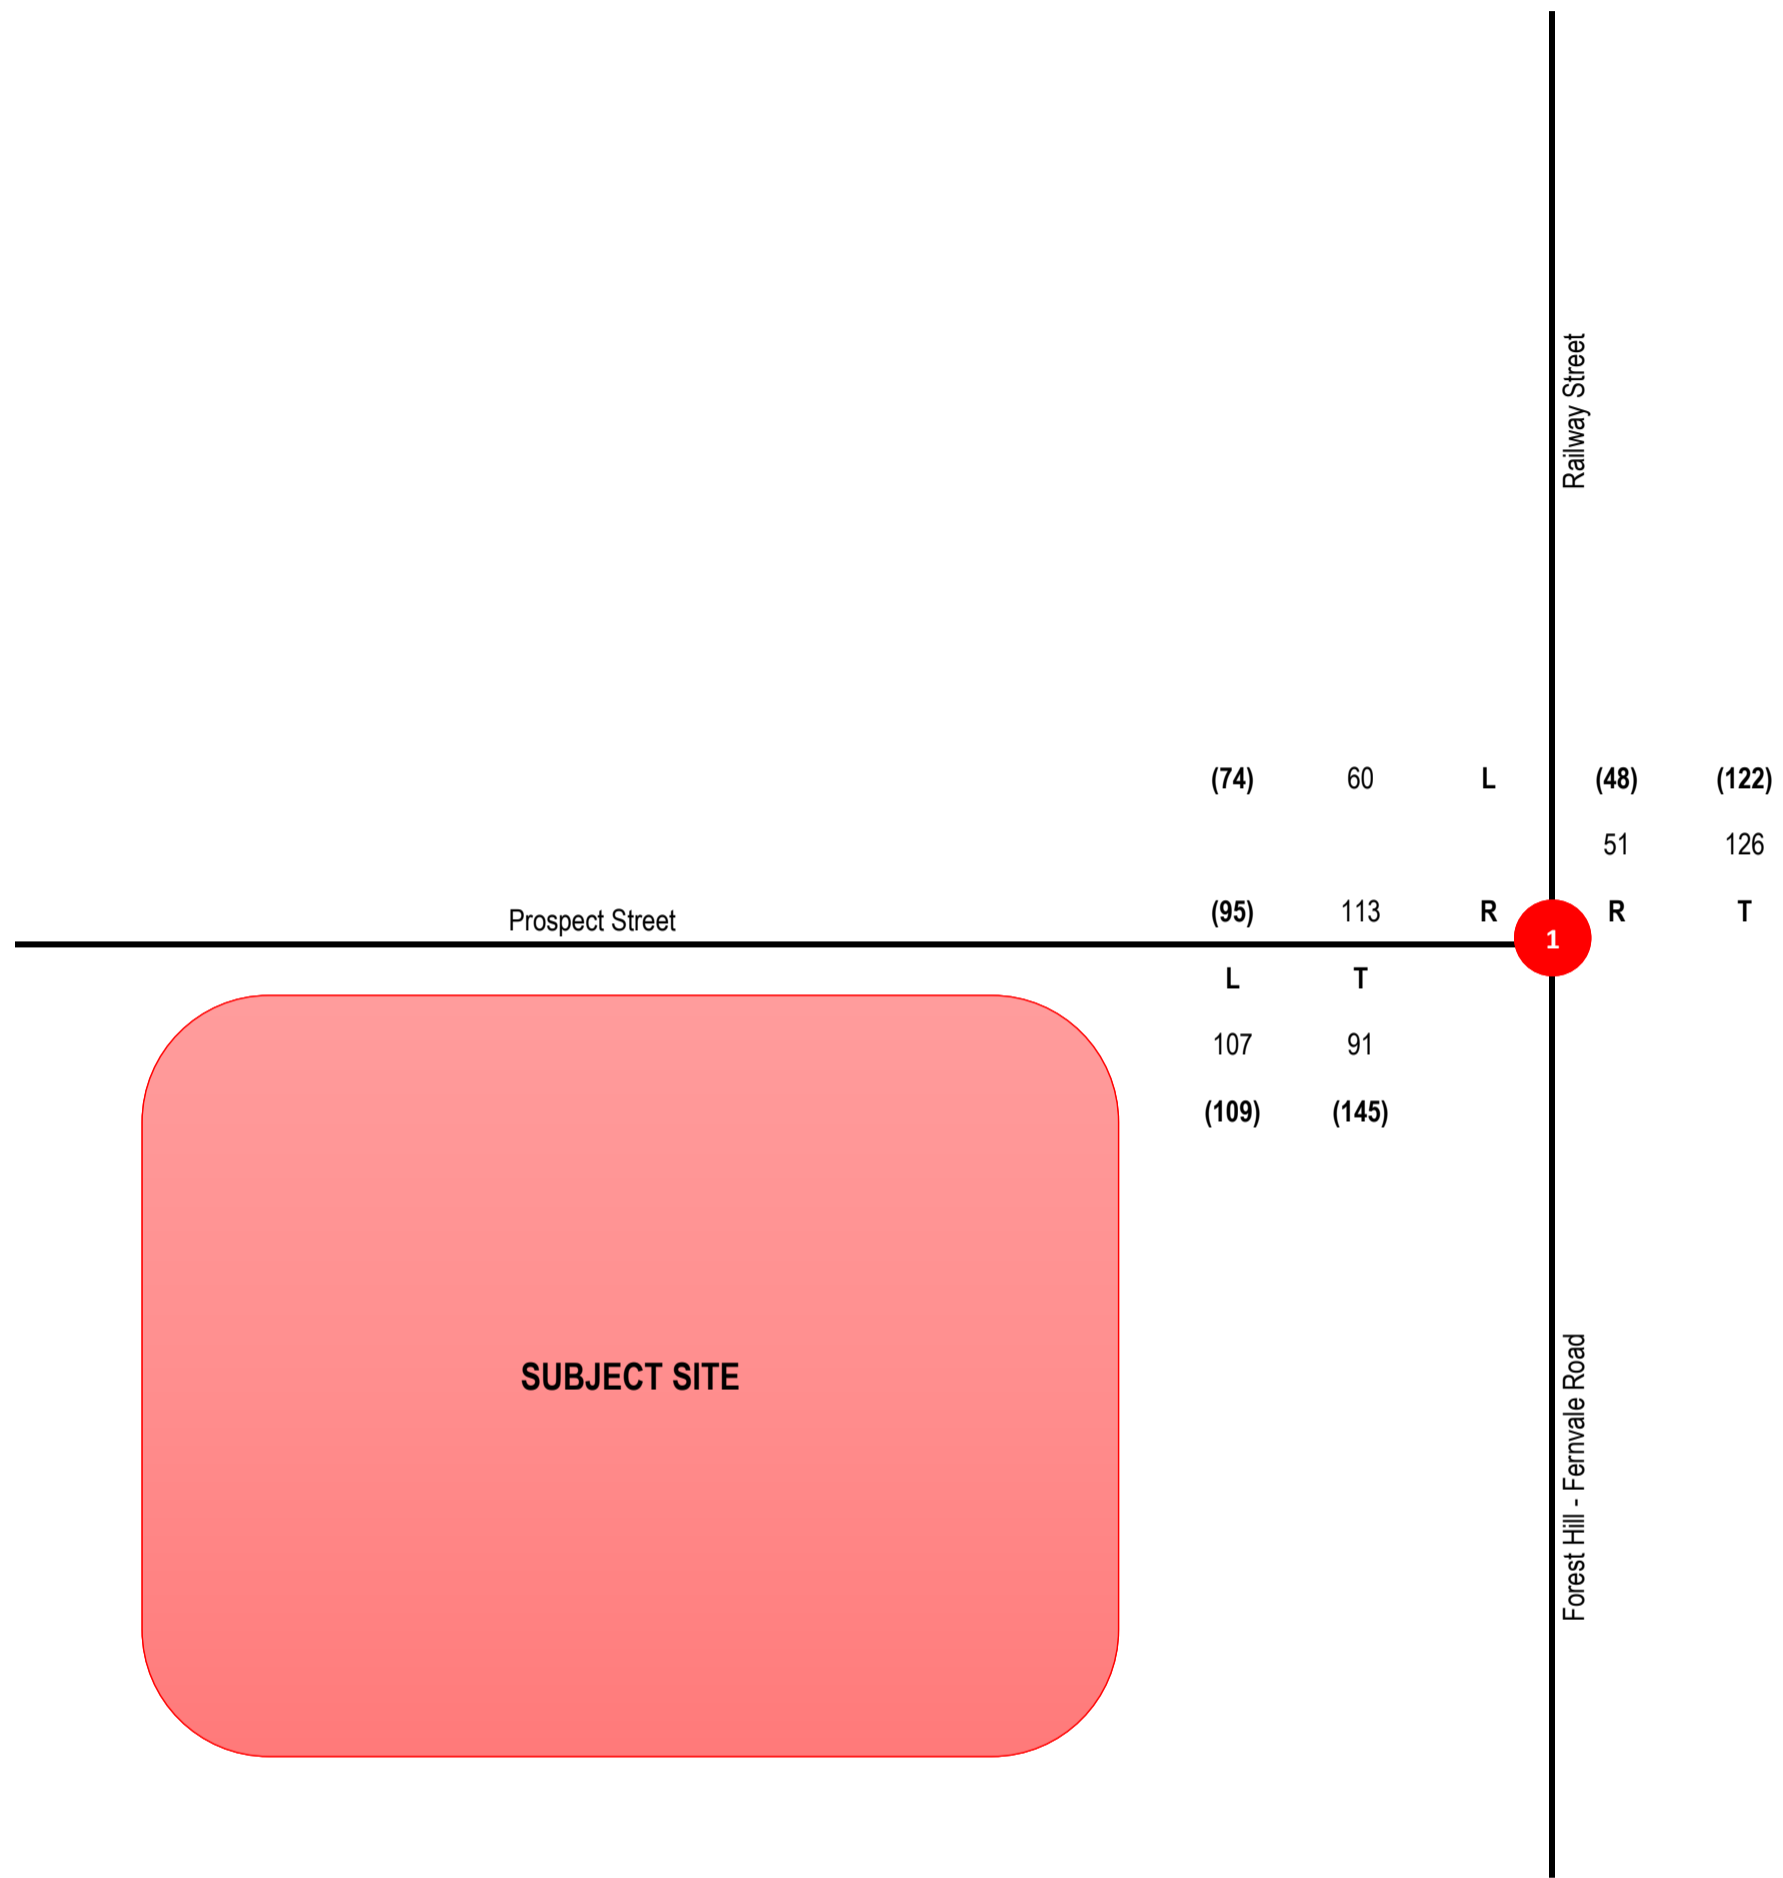 Railway Street
(74) 60 L (48) (122)
51 126
Prospect Street (95) 113 R 1 R T
L T
107 91
(109) (145)
SUBJECT SITE
Forest Hill - Fernvale Road